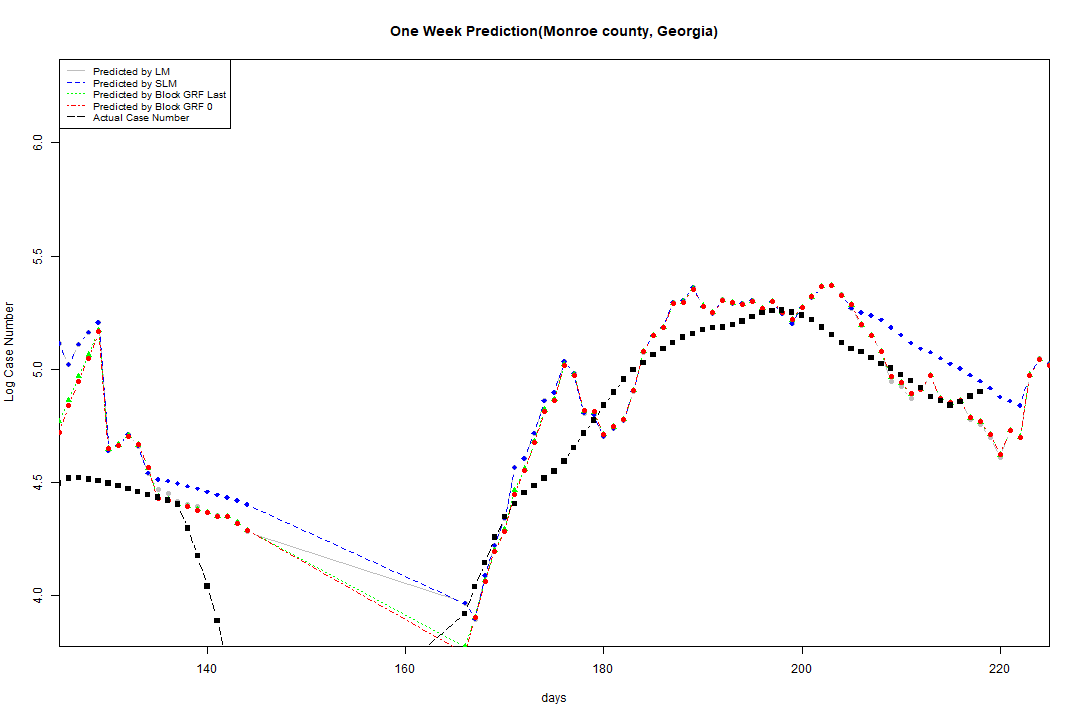 One Week Prediction(Monroe county, Georgia)
Predicted by LM
Predicted by SLM
Predicted by Block GRF Last
Predicted by Block GRF 0
Actual Case Number
6.0
5.5
5.0
4.5
4.0
Log Case Number
140 160 180 200 220
days